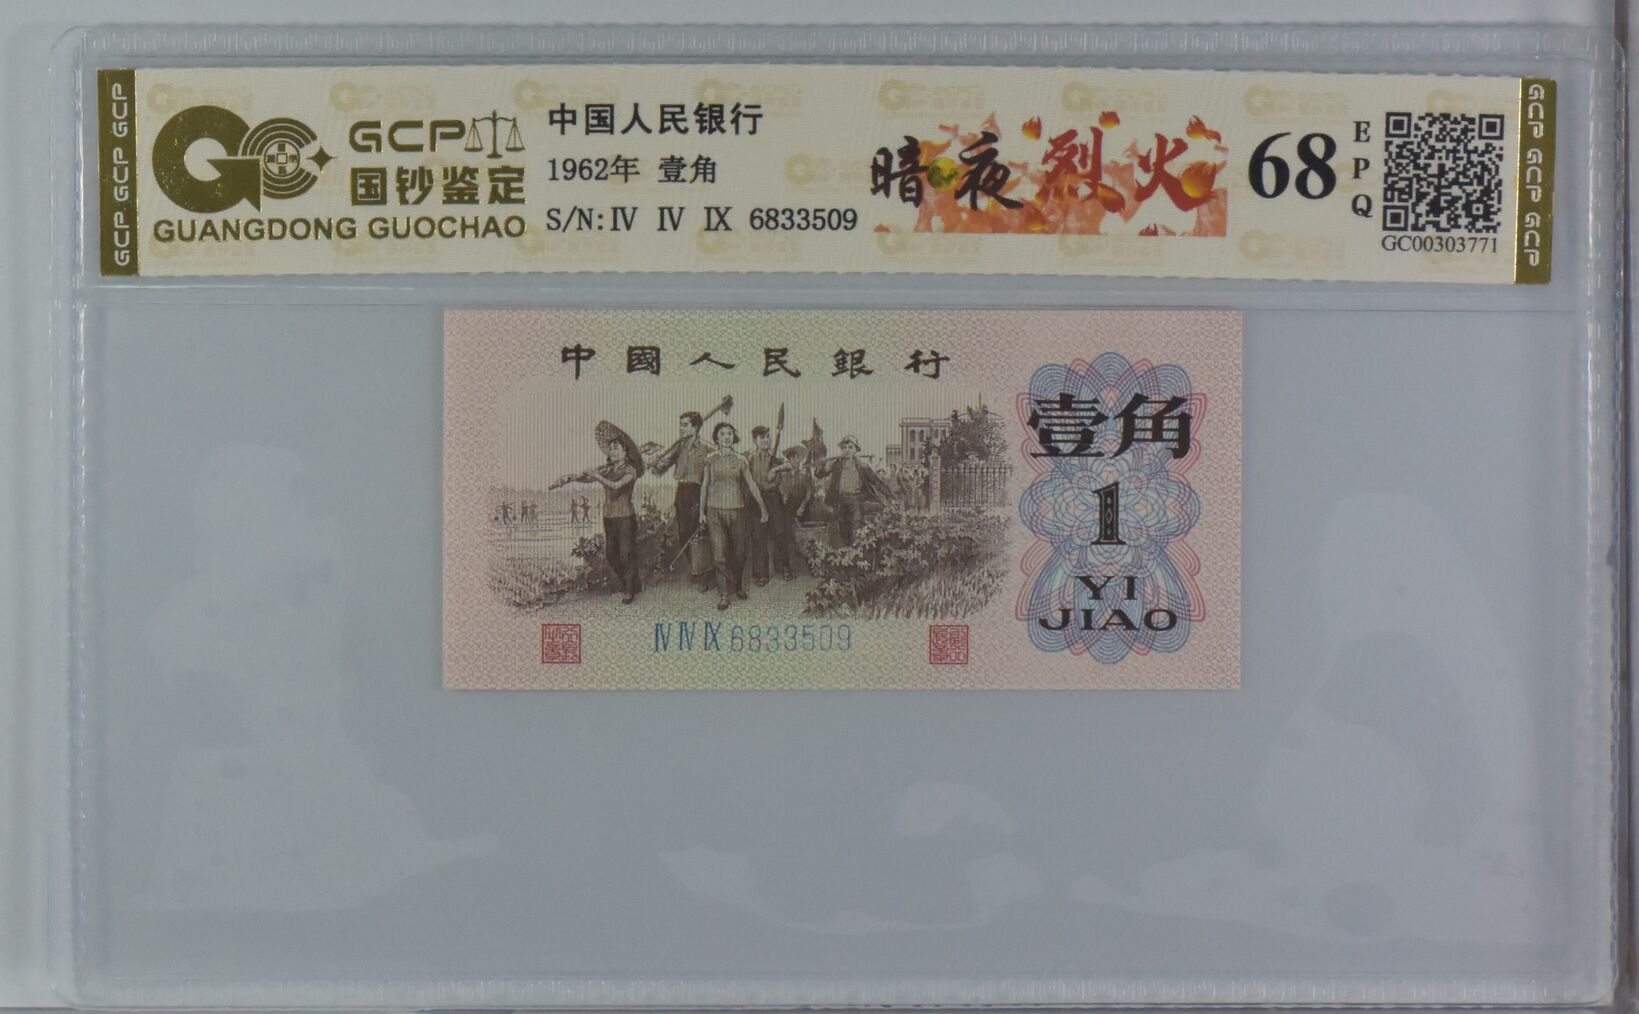 GCP GCP GCP GCP
GCP
国钞鉴定
GUANGDONG GUOCHAO
中国人民银行
1962年 壹角
S/N: IV IV IX 6833509
暗夜烈火
68
EPQ
GC00303771
GCP GCP GCP GCP
中國人民銀行
壹角
1
YI
JIAO
IV IV IX 6833509